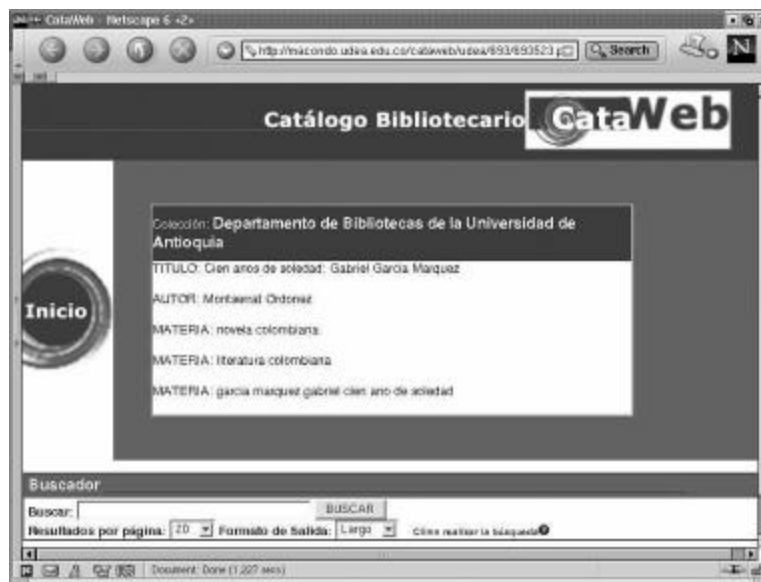 CataWeb - Netscape 6 <2>
http://macondo.udea.edu.co/cataweb/udea/693/693523.p
Search
N
Catálogo Bibliotecario CataWeb
Colección: Departamento de Bibliotecas de la Universidad de
Antioquia
TITULO: Cien anos de soledad: Gabriel Garcia Marquez
AUTOR: Montserrat Ordonez
MATERIA: novela colombiana
MATERIA: literatura colombiana
MATERIA: garcia marquez gabriel cien ano de soledad
Inicio
Buscador
Buscar: BUSCAR
Resultados por página: 20 Formato de Salida: Largo Cómo realizar la búsqueda
Document: Done (1.227 secs)